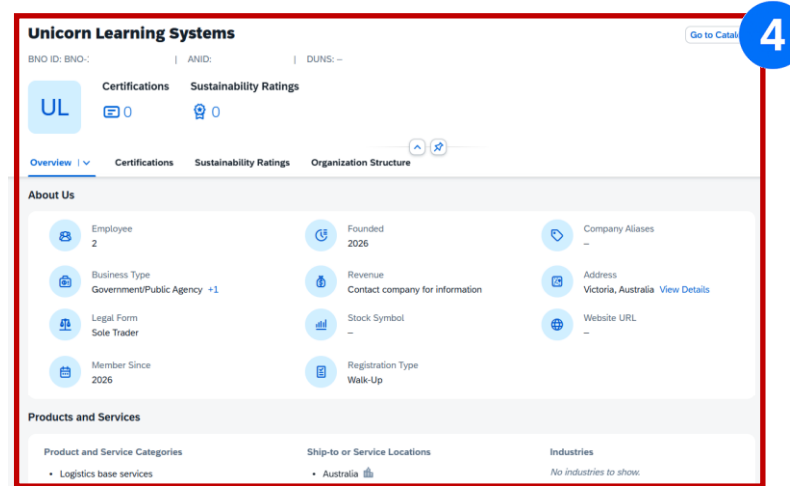 Unicorn Learning Systems
Go to Catal
4
BNO ID: BNO-: | ANID: | DUNS: –
Certifications Sustainability Ratings
UL 0 0
Overview Certifications Sustainability Ratings Organization Structure
About Us
Employee Founded Company Aliases
2 2026 –
Business Type Revenue Address
Government/Public Agency +1 Contact company for information Victoria, Australia View Details
Legal Form Stock Symbol Website URL
Sole Trader – –
Member Since Registration Type
2026 Walk-Up
Products and Services
Product and Service Categories Ship-to or Service Locations Industries
• Logistics base services • Australia No industries to show.